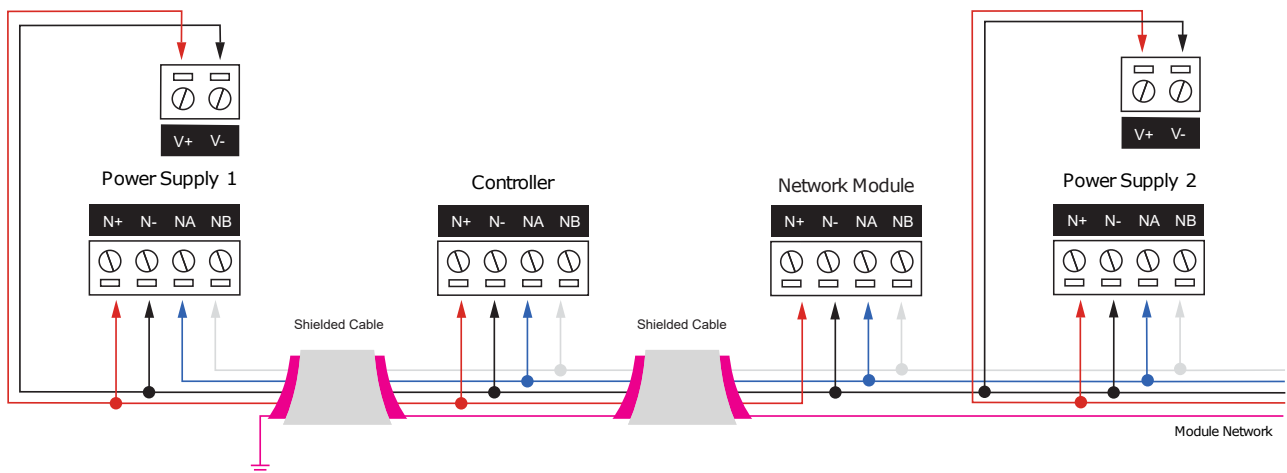 V+ V-
Power Supply 1
N+ N- NA NB
Controller
N+ N- NA NB
Network Module
N+ N- NA NB
V+ V-
Power Supply 2
N+ N- NA NB
Shielded Cable
Shielded Cable
Module Network